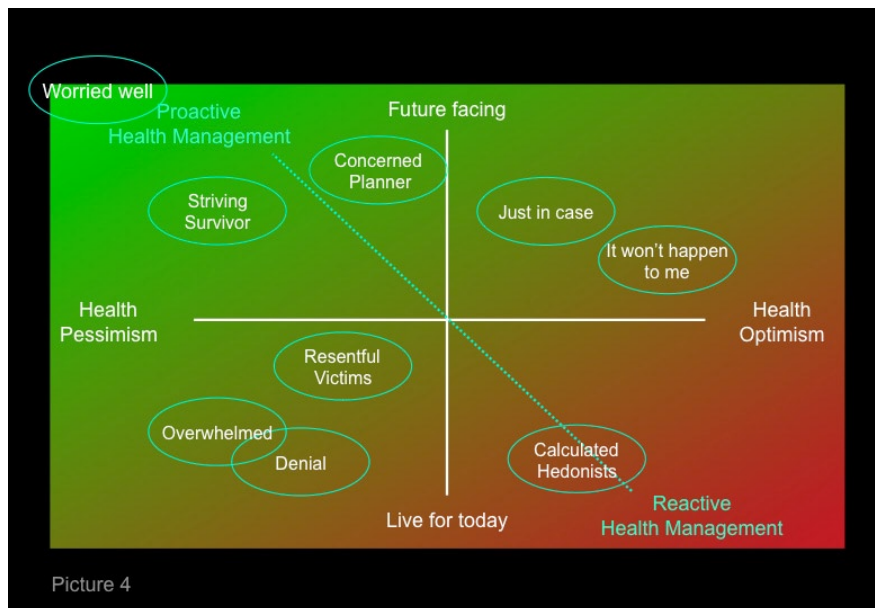 Worried well
Proactive
Health Management
Future facing
Concerned
Planner
Striving
Survivor
Just in case
It won’t happen
to me
Health
Pessimism
Health
Optimism
Resentful
Victims
Overwhelmed
Denial
Calculated
Hedonists
Live for today
Reactive
Health Management
Picture 4